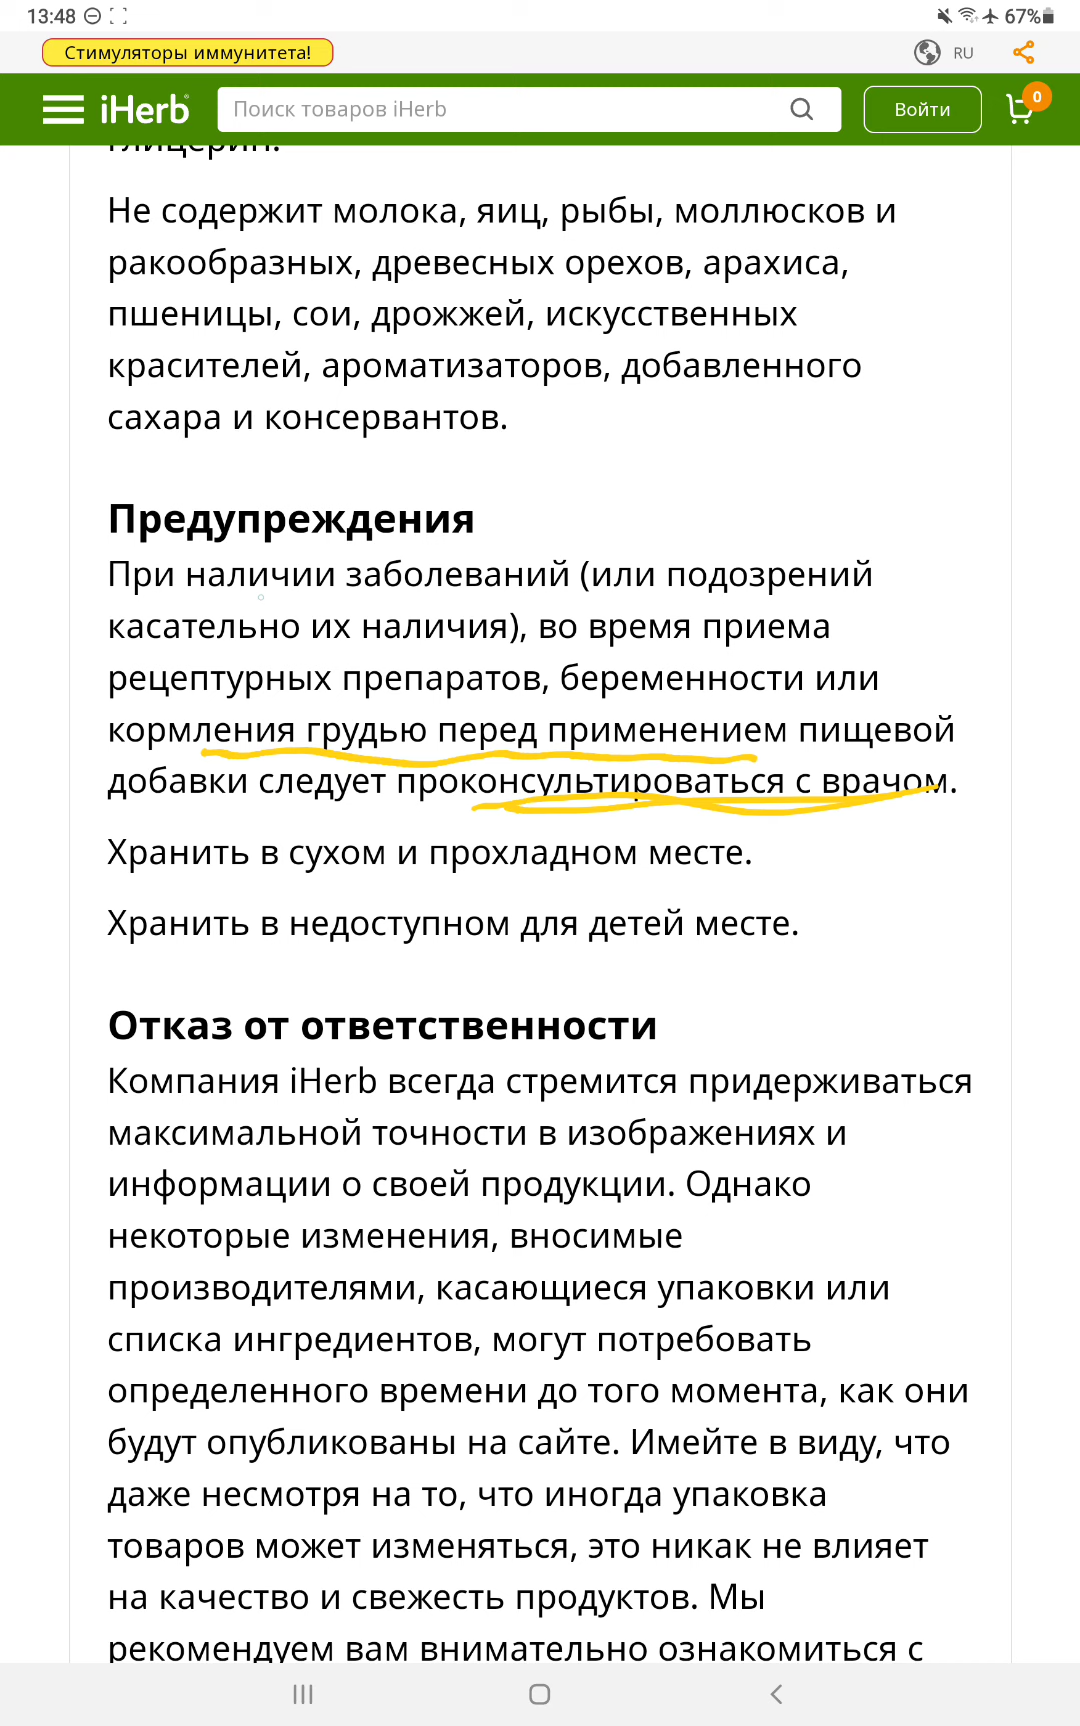 13:48
67%
Стимуляторы иммунитета!
RU
iHerb
Поиск товаров iHerb
Войти
0
глицерин.
Не содержит молока, яиц, рыбы, моллюсков и
ракообразных, древесных орехов, арахиса,
пшеницы, сои, дрожжей, искусственных
красителей, ароматизаторов, добавленного
сахара и консервантов.
Предупреждения
При наличии заболеваний (или подозрений
касательно их наличия), во время приема
рецептурных препаратов, беременности или
кормления грудью перед применением пищевой
добавки следует проконсультироваться с врачом.
Хранить в сухом и прохладном месте.
Хранить в недоступном для детей месте.
Отказ от ответственности
Компания iHerb всегда стремится придерживаться
максимальной точности в изображениях и
информации о своей продукции. Однако
некоторые изменения, вносимые
производителями, касающиеся упаковки или
списка ингредиентов, могут потребовать
определенного времени до того момента, как они
будут опубликованы на сайте. Имейте в виду, что
даже несмотря на то, что иногда упаковка
товаров может изменяться, это никак не влияет
на качество и свежесть продуктов. Мы
рекомендуем вам внимательно ознакомиться с